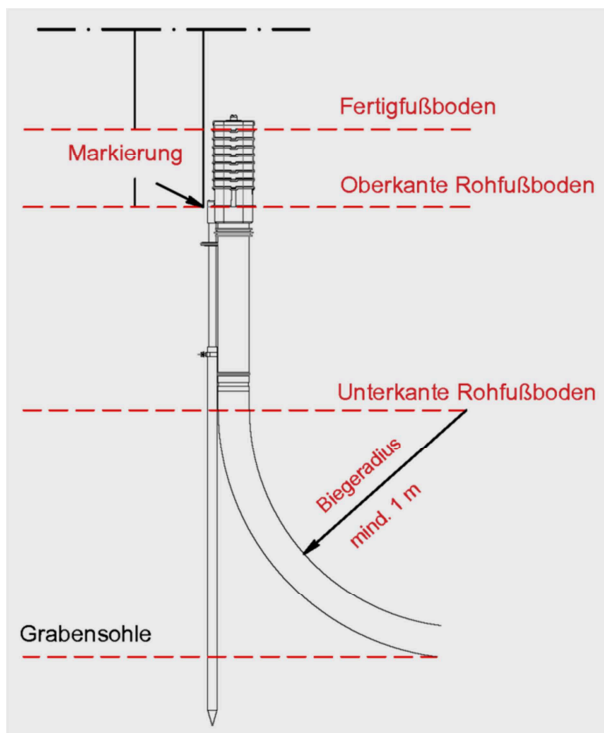 Fertigfußboden
Markierung
Oberkante Rohfußboden
Unterkante Rohfußboden
Biegeradius
mind. 1 m
Grabensohle